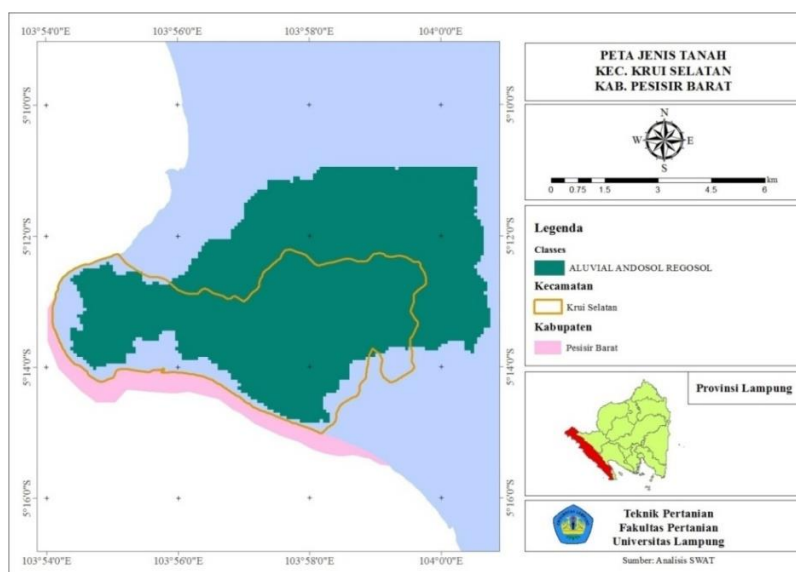 103°54'0"E 103°56'0"E 103°58'0"E 104°0'0"E
5°10'0"S 5°10'0"S
5°12'0"S 5°12'0"S
5°14'0"S 5°14'0"S
5°16'0"S 5°16'0"S
103°54'0"E 103°56'0"E 103°58'0"E 104°0'0"E
PETA JENIS TANAH
KEC. KRUI SELATAN
KAB. PESISIR BARAT
N
W E
S
km
0 0.75 1.5 3 4.5 6
Legenda
Classes
ALUVIAL ANDOSOL REGOSOL
Kecamatan
Krui Selatan
Kabupaten
Pesisir Barat
Provinsi Lampung
Teknik Pertanian
Fakultas Pertanian
Universitas Lampung
Sumber: Analisis SWAT